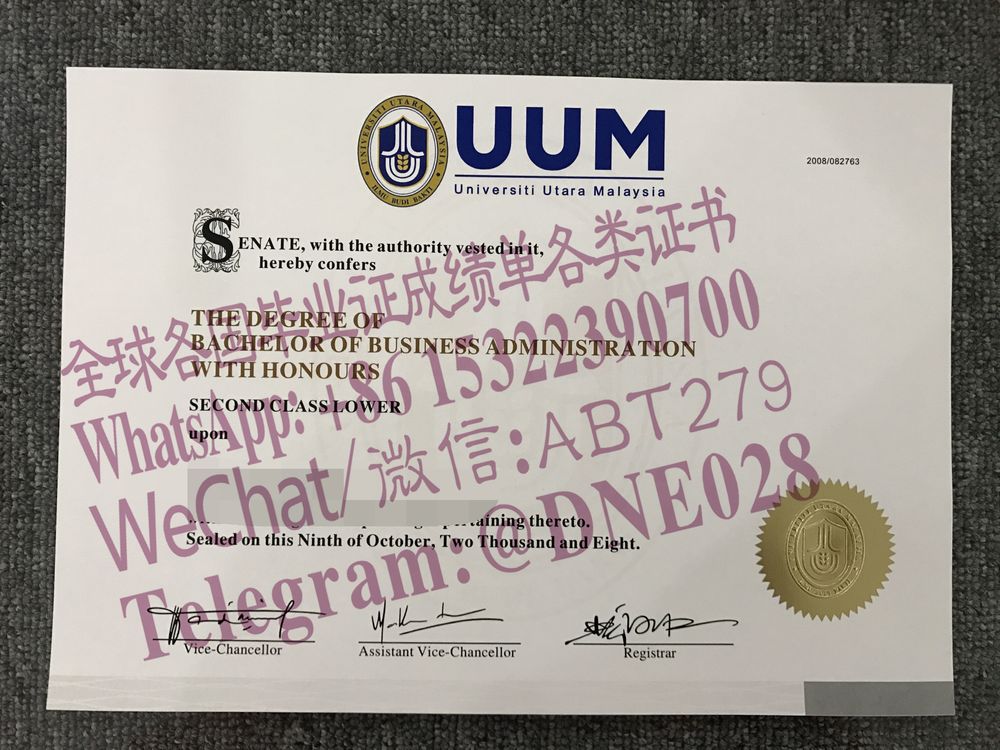 UNIVERSITI UTARA MALAYSIA
ILMU BUDI BAKTI
UUM
Universiti Utara Malaysia
2008/082763
SENATE, with the authority vested in it,
hereby confers
THE DEGREE OF
BACHELOR OF BUSINESS ADMINISTRATION
WITH HONOURS
SECOND CLASS LOWER
upon
thereto.
Sealed on this Ninth of October, Two Thousand and Eight.
Vice-Chancellor
Assistant Vice-Chancellor
Registrar
全球各国毕业证成绩单各类证书
WhatsApp: +86 15322390700
WeChat/微信:ABT279
Telegram:@DNE028